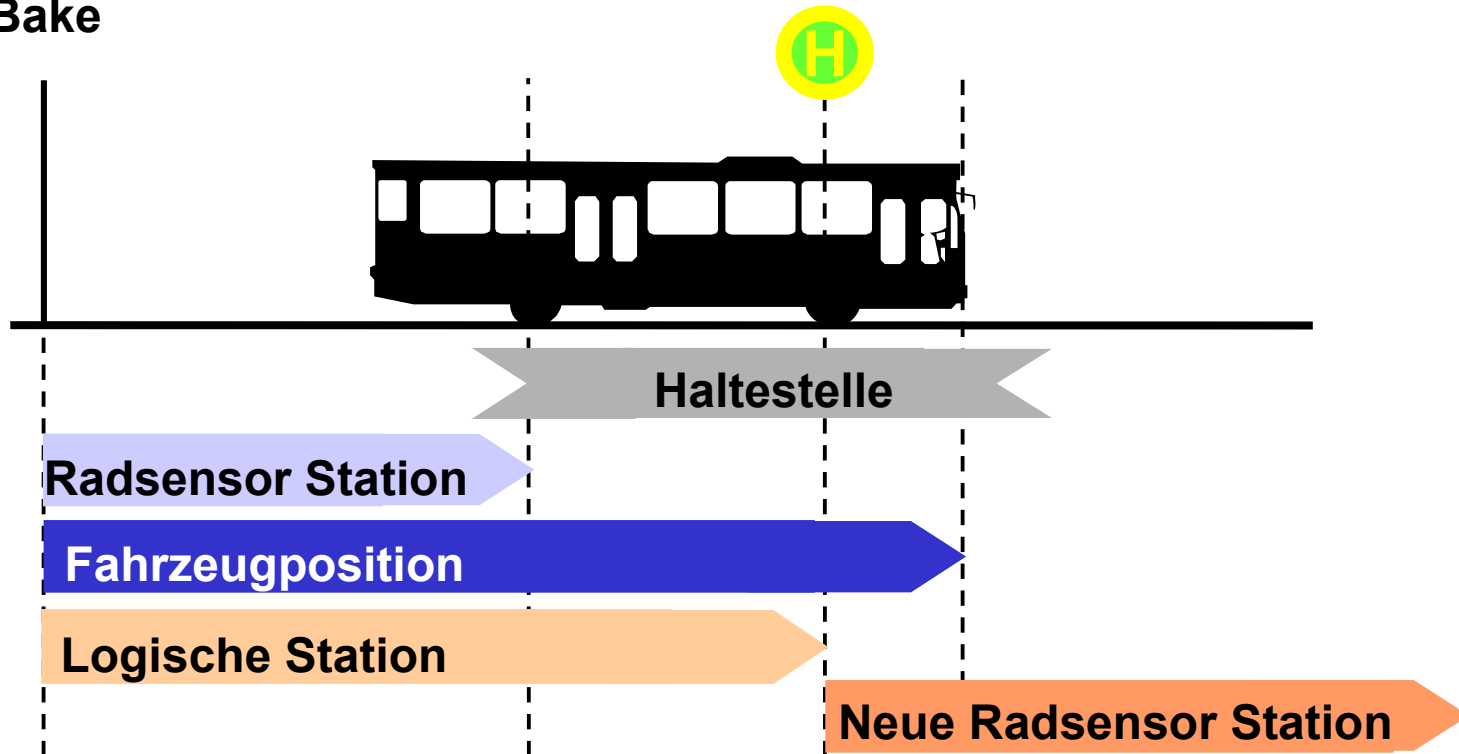 Bake
H
Haltestelle
Radsensor Station
Fahrzeugposition
Logische Station
Neue Radsensor Station